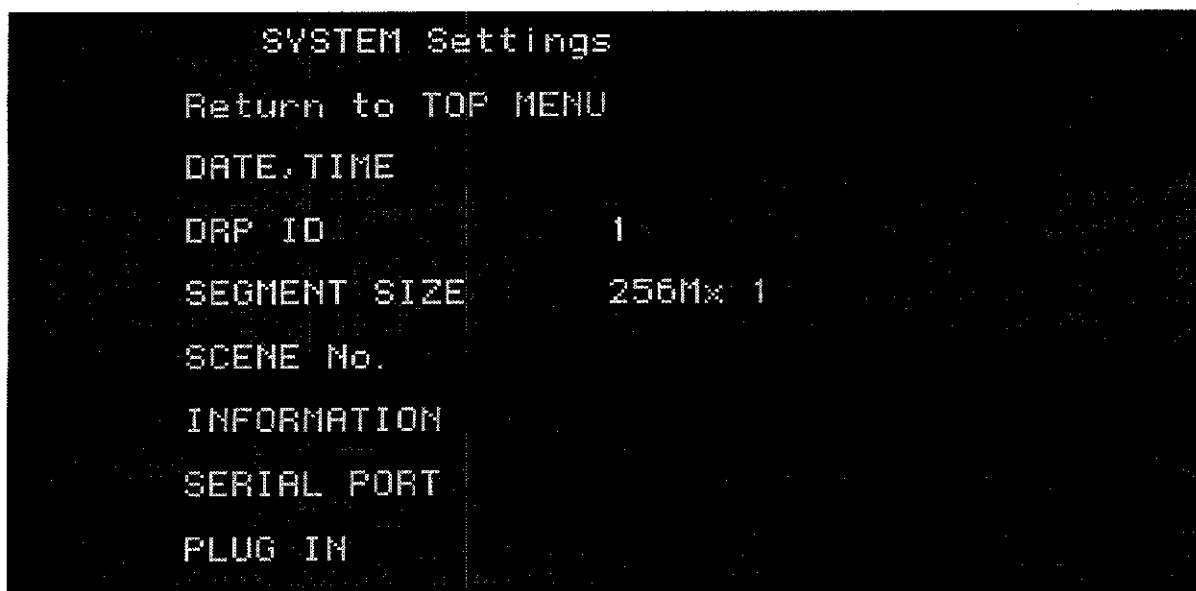 SYSTEM Settings
Return to TOP MENU
DATE,TIME
DRP ID 1
SEGMENT SIZE 256Mx 1
SCENE No.
INFORMATION
SERIAL PORT
PLUG IN